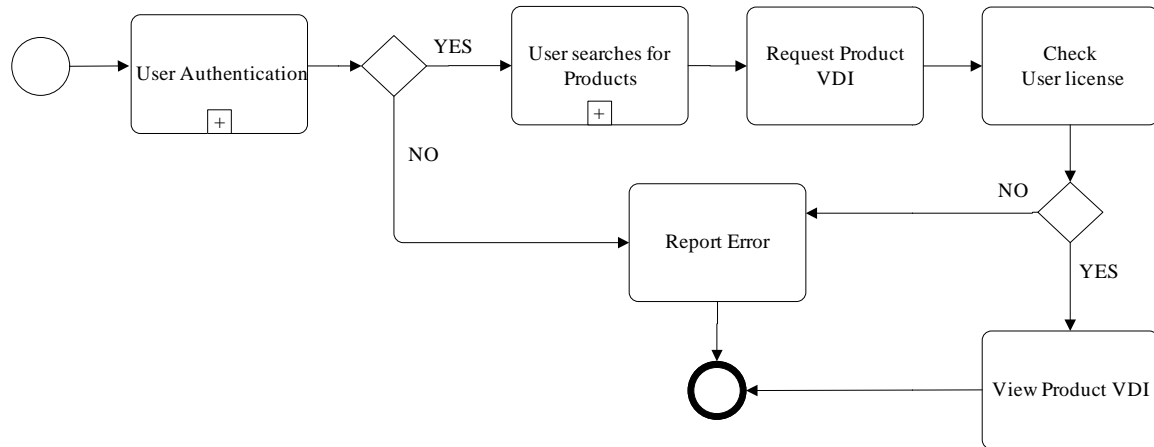 User Authentication
+
YES
User searches for
Products
+
Request Product
VDI
Check
User license
NO
NO
Report Error
YES
View Product VDI